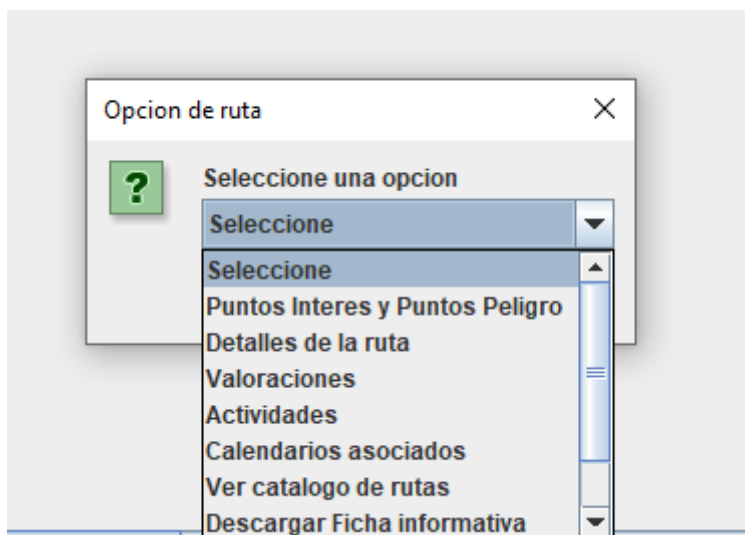 Opcion de ruta
?
Seleccione una opcion
Seleccione
Seleccione
Puntos Interes y Puntos Peligro
Detalles de la ruta
Valoraciones
Actividades
Calendarios asociados
Ver catalogo de rutas
Descargar Ficha informativa